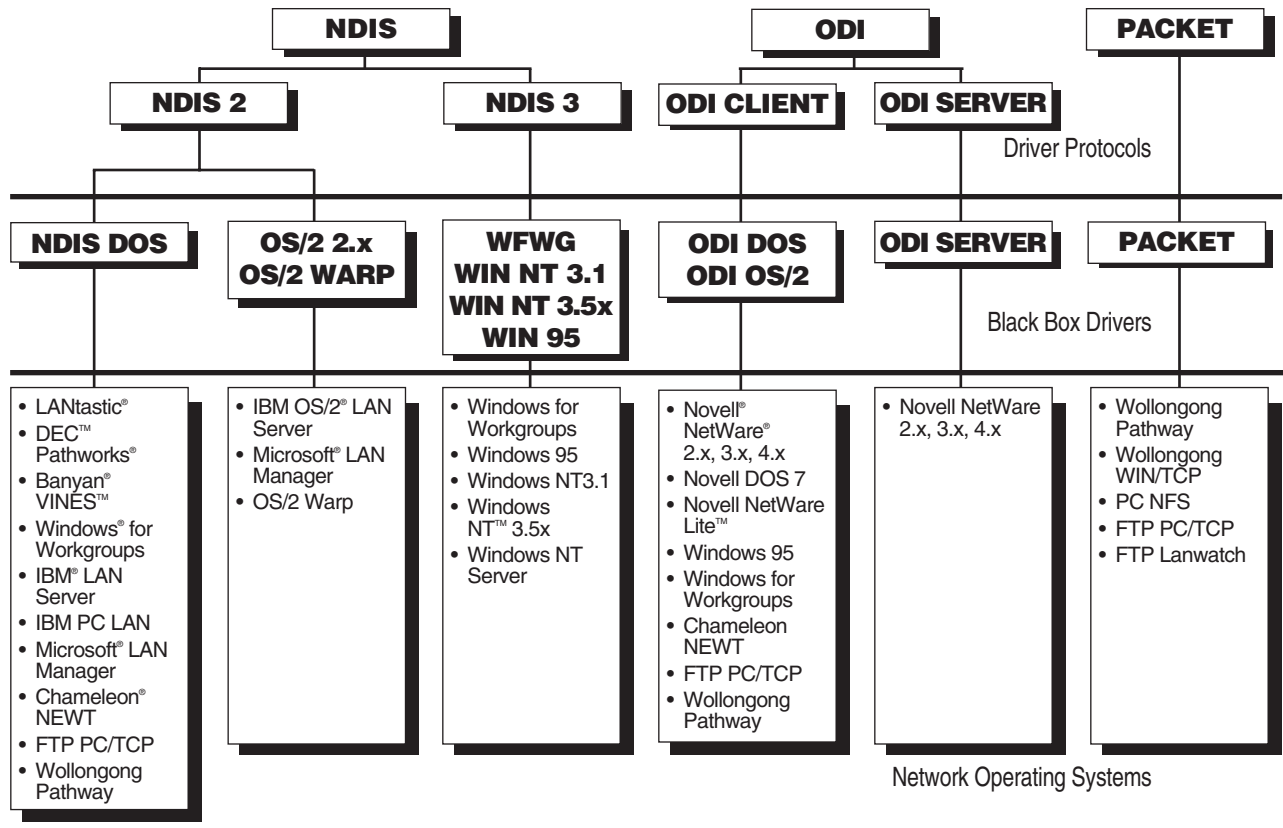 NDIS
ODI
PACKET
NDIS 2
NDIS 3
ODI CLIENT
ODI SERVER
Driver Protocols
NDIS DOS
OS/2 2.x
OS/2 WARP
WFWG
WIN NT 3.1
WIN NT 3.5x
WIN 95
ODI DOS
ODI OS/2
ODI SERVER
PACKET
Black Box Drivers
• LANtastic®
• DEC™
Pathworks®
• Banyan®
VINES™
• Windows® for
Workgroups
• IBM® LAN
Server
• IBM PC LAN
• Microsoft® LAN
Manager
• Chameleon®
NEWT
• FTP PC/TCP
• Wollongong
Pathway
• IBM OS/2® LAN
Server
• Microsoft® LAN
Manager
• OS/2 Warp
• Windows for
Workgroups
• Windows 95
• Windows NT3.1
• Windows
NT™ 3.5x
• Windows NT
Server
• Novell®
NetWare®
2.x, 3.x, 4.x
• Novell DOS 7
• Novell NetWare
Lite™
• Windows 95
• Windows for
Workgroups
• Chameleon
NEWT
• FTP PC/TCP
• Wollongong
Pathway
• Novell NetWare
2.x, 3.x, 4.x
• Wollongong
Pathway
• Wollongong
WIN/TCP
• PC NFS
• FTP PC/TCP
• FTP Lanwatch
Network Operating Systems